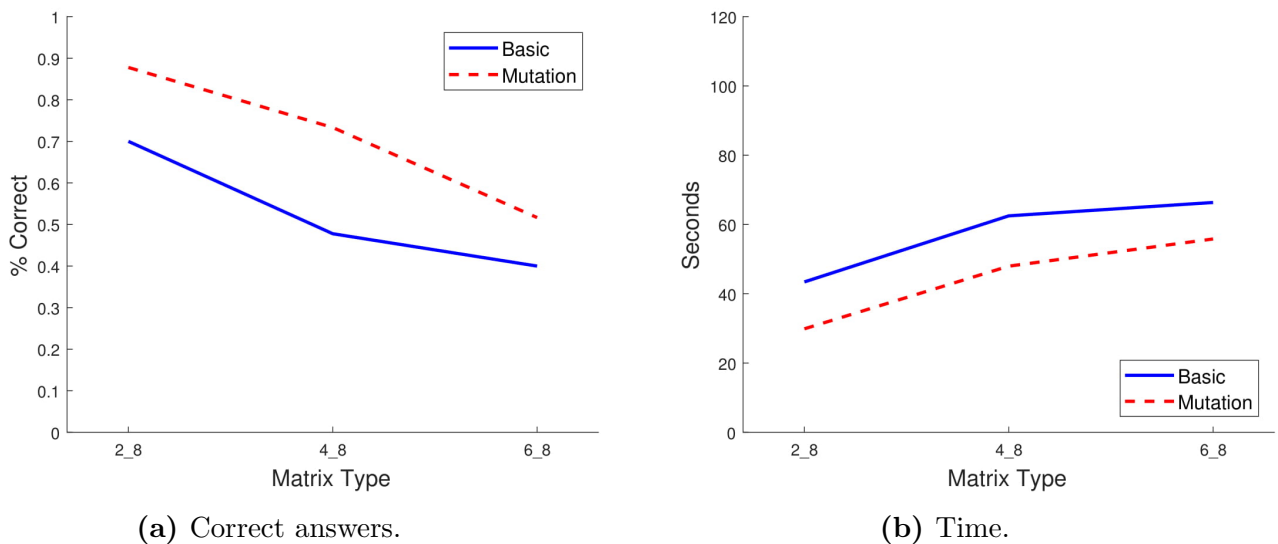 1
0.9
0.8
0.7
0.6
0.5
0.4
0.3
0.2
0.1
0
% Correct
2_8
4_8
6_8
Matrix Type
Basic
Mutation
(a) Correct answers.
120
100
80
60
40
20
0
Seconds
2_8
4_8
6_8
Matrix Type
Basic
Mutation
(b) Time.